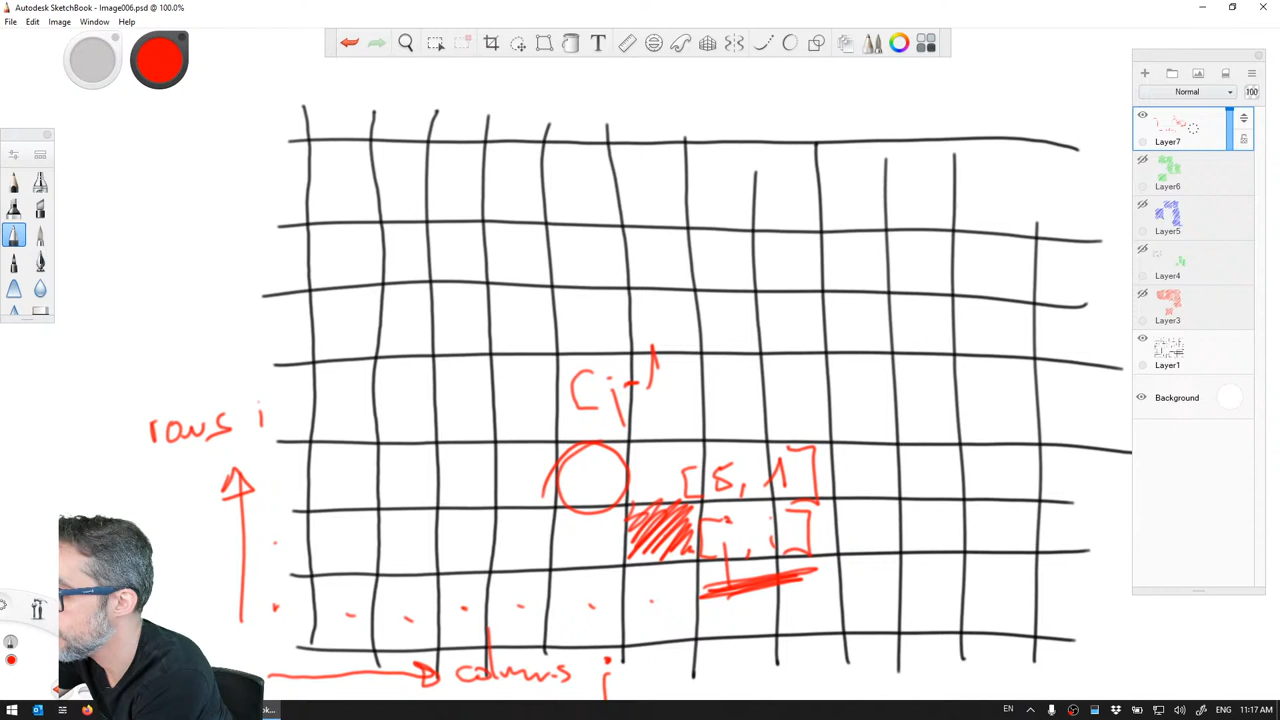 Autodesk SketchBook - Image006.psd @ 100.0%
File Edit Image Window Help
T
Normal 100
Layer7
Layer6
Layer5
Layer4
Layer3
Layer1
Background
[j-1
rows i
[5, 1]
[j, i]
columns j
EN
11:17 AM